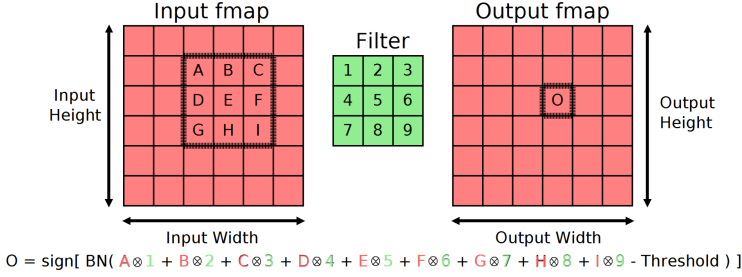 Input fmap
Output fmap
Filter
A B C
D E F
G H I
1 2 3
4 5 6
7 8 9
O
Input
Height
Output
Height
Input Width
Output Width
O = sign[ BN( A⊗1 + B⊗2 + C⊗3 + D⊗4 + E⊗5 + F⊗6 + G⊗7 + H⊗8 + I⊗9 - Threshold ) ]